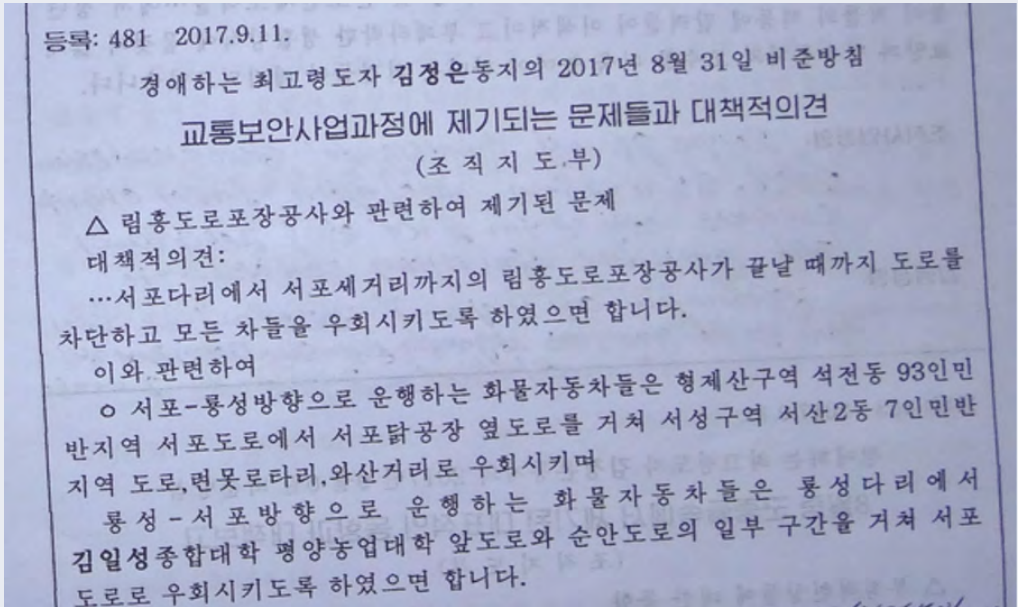 등록: 481 2017.9.11.
경애하는 최고령도자 김정은동지의 2017년 8월 31일 비준방침
교통보안사업과정에 제기되는 문제들과 대책적의견
(조직지도부)
△ 림흥도로포장공사와 관련하여 제기된 문제
대책적의견:
…서포다리에서 서포세거리까지의 림흥도로포장공사가 끝날 때까지 도로를
차단하고 모든 차들을 우회시키도록 하였으면 합니다.
이와 관련하여
ㅇ 서포-룡성방향으로 운행하는 화물자동차들은 형제산구역 석전동 93인민
반지역 서포도로에서 서포닭공장 옆도로를 거쳐 서성구역 서산2동 7인민반
지역 도로,련못로타리,와산거리로 우회시키며
룡성-서포방향으로 운행하는 화물자동차들은 룡성다리에서
김일성종합대학 평양농업대학 앞도로와 순안도로의 일부 구간을 거쳐 서포
도로로 우회시키도록 하였으면 합니다.